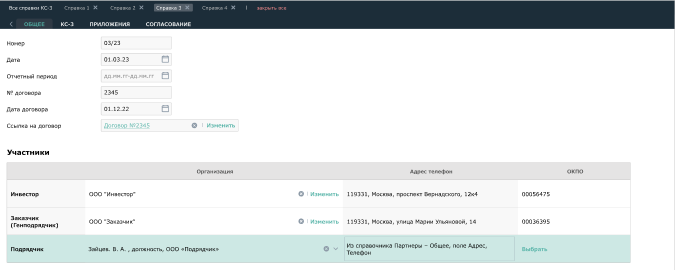 Все справки КС-3 Справка 1 ✕ Справка 2 ✕ Справка 3 ✕ Справка 4 ✕ | закрыть все
< ОБЩЕЕ КС-3 ПРИЛОЖЕНИЯ СОГЛАСОВАНИЕ
Номер 03/23
Дата 01.03.23
Отчетный период дд.мм.гг-дд.мм.гг
№ договора 2345
Дата договора 01.12.22
Ссылка на договор Договор №2345 | Изменить
Участники
Организация Адрес телефон ОКПО
Инвестор ООО "Инвестор" | Изменить 119331, Москва, проспект Вернадского, 12к4 00056475
Заказчик
(Генподрядчик) ООО "Заказчик" | Изменить 119331, Москва, улица Марии Ульяновой, 14 00036395
Подрядчик Зайцев. В. А. , должность, ООО «Подрядчик» Из справочника Партнеры – Общее, поле Адрес,
Телефон Выбрать